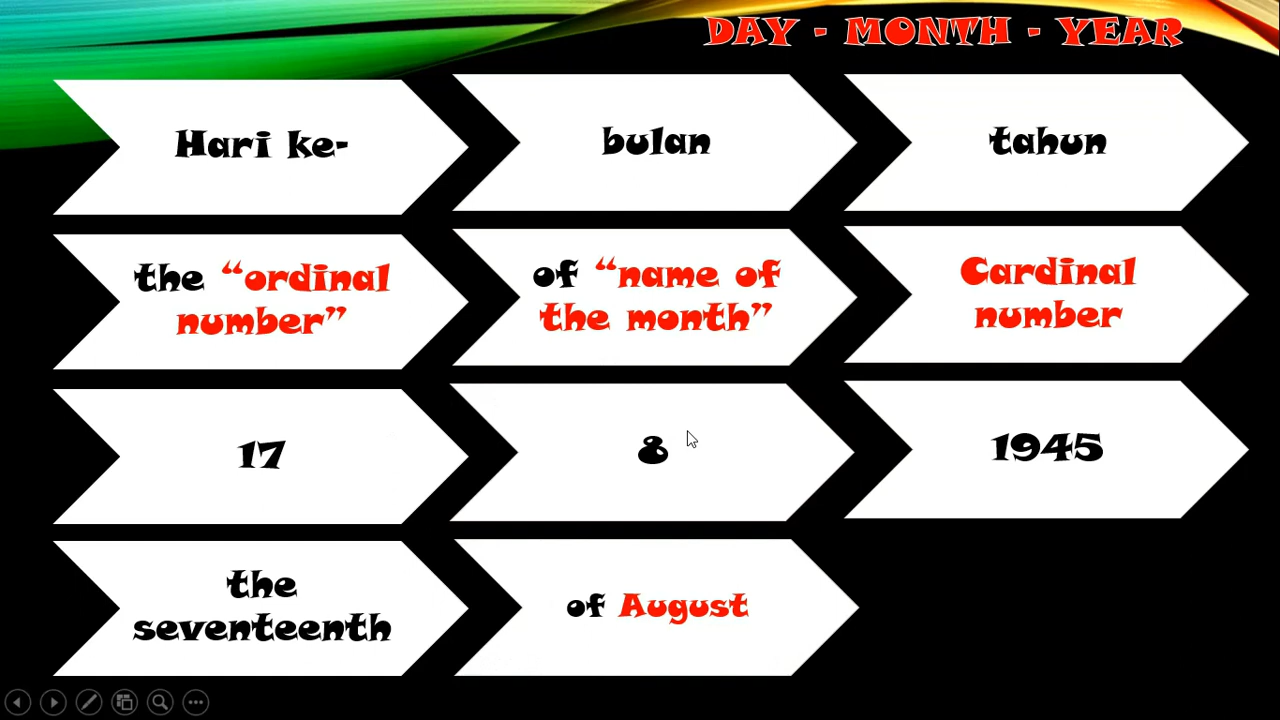 DAY - MONTH - YEAR
Hari ke-
bulan
tahun
the “ordinal
number”
of “name of
the month”
Cardinal
number
17
8
1945
the
seventeenth
of August